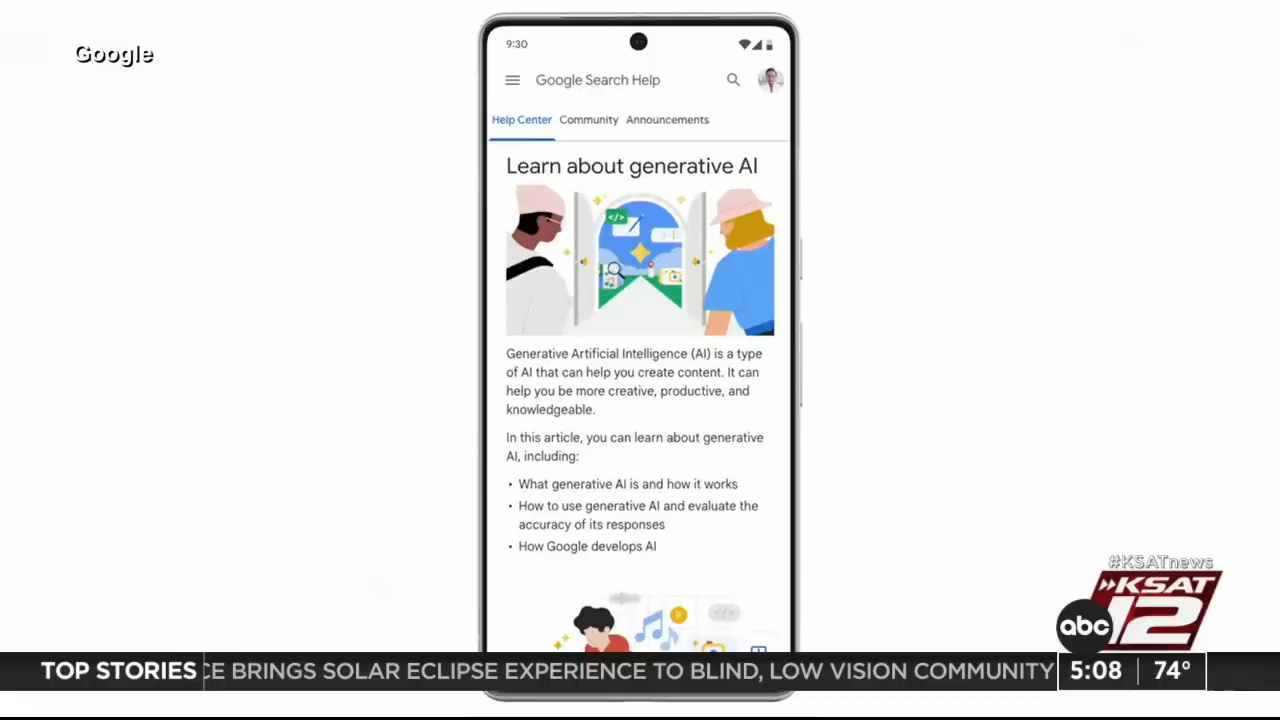 Google
9:30
Google Search Help
Help Center Community Announcements
Learn about generative AI
</>
Generative Artificial Intelligence (AI) is a type
of AI that can help you create content. It can
help you be more creative, productive, and
knowledgeable.
In this article, you can learn about generative
AI, including:
• What generative AI is and how it works
• How to use generative AI and evaluate the
accuracy of its responses
• How Google develops AI
</>
#KSATnews
KSAT
abc 12
TOP STORIES CE BRINGS SOLAR ECLIPSE EXPERIENCE TO BLIND, LOW VISION COMMUNITY 5:08 74°